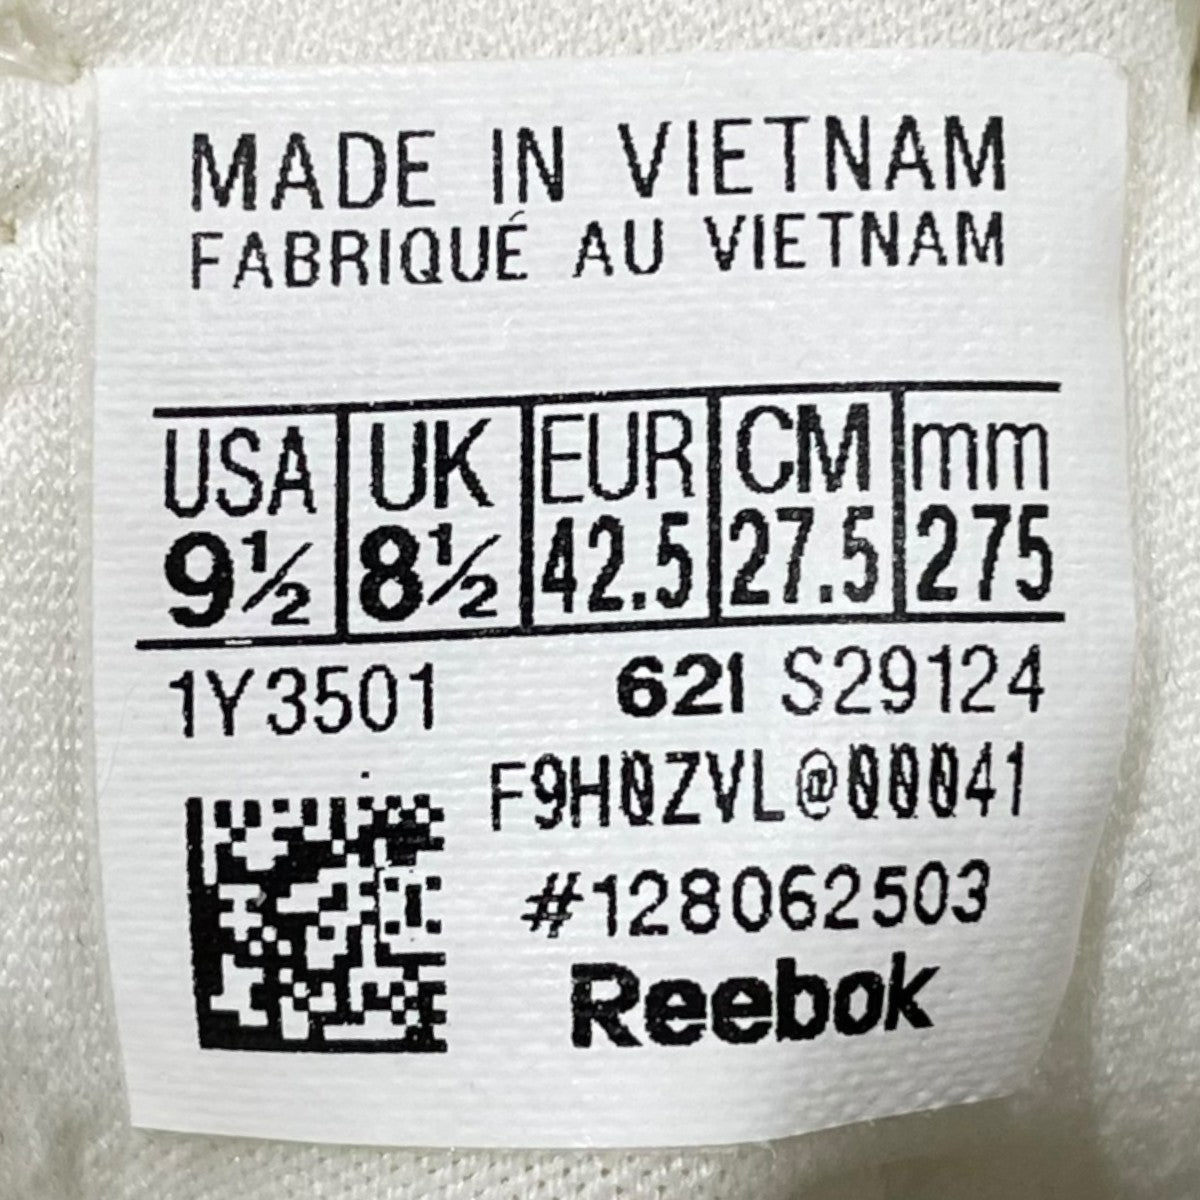 MADE IN VIETNAM
FABRIQUÉ AU VIETNAM
USA UK EUR CM mm
9½ 8½ 42.5 27.5 275
1Y3501 621 S29124
F9H0ZVL@00041
#128062503
Reebok